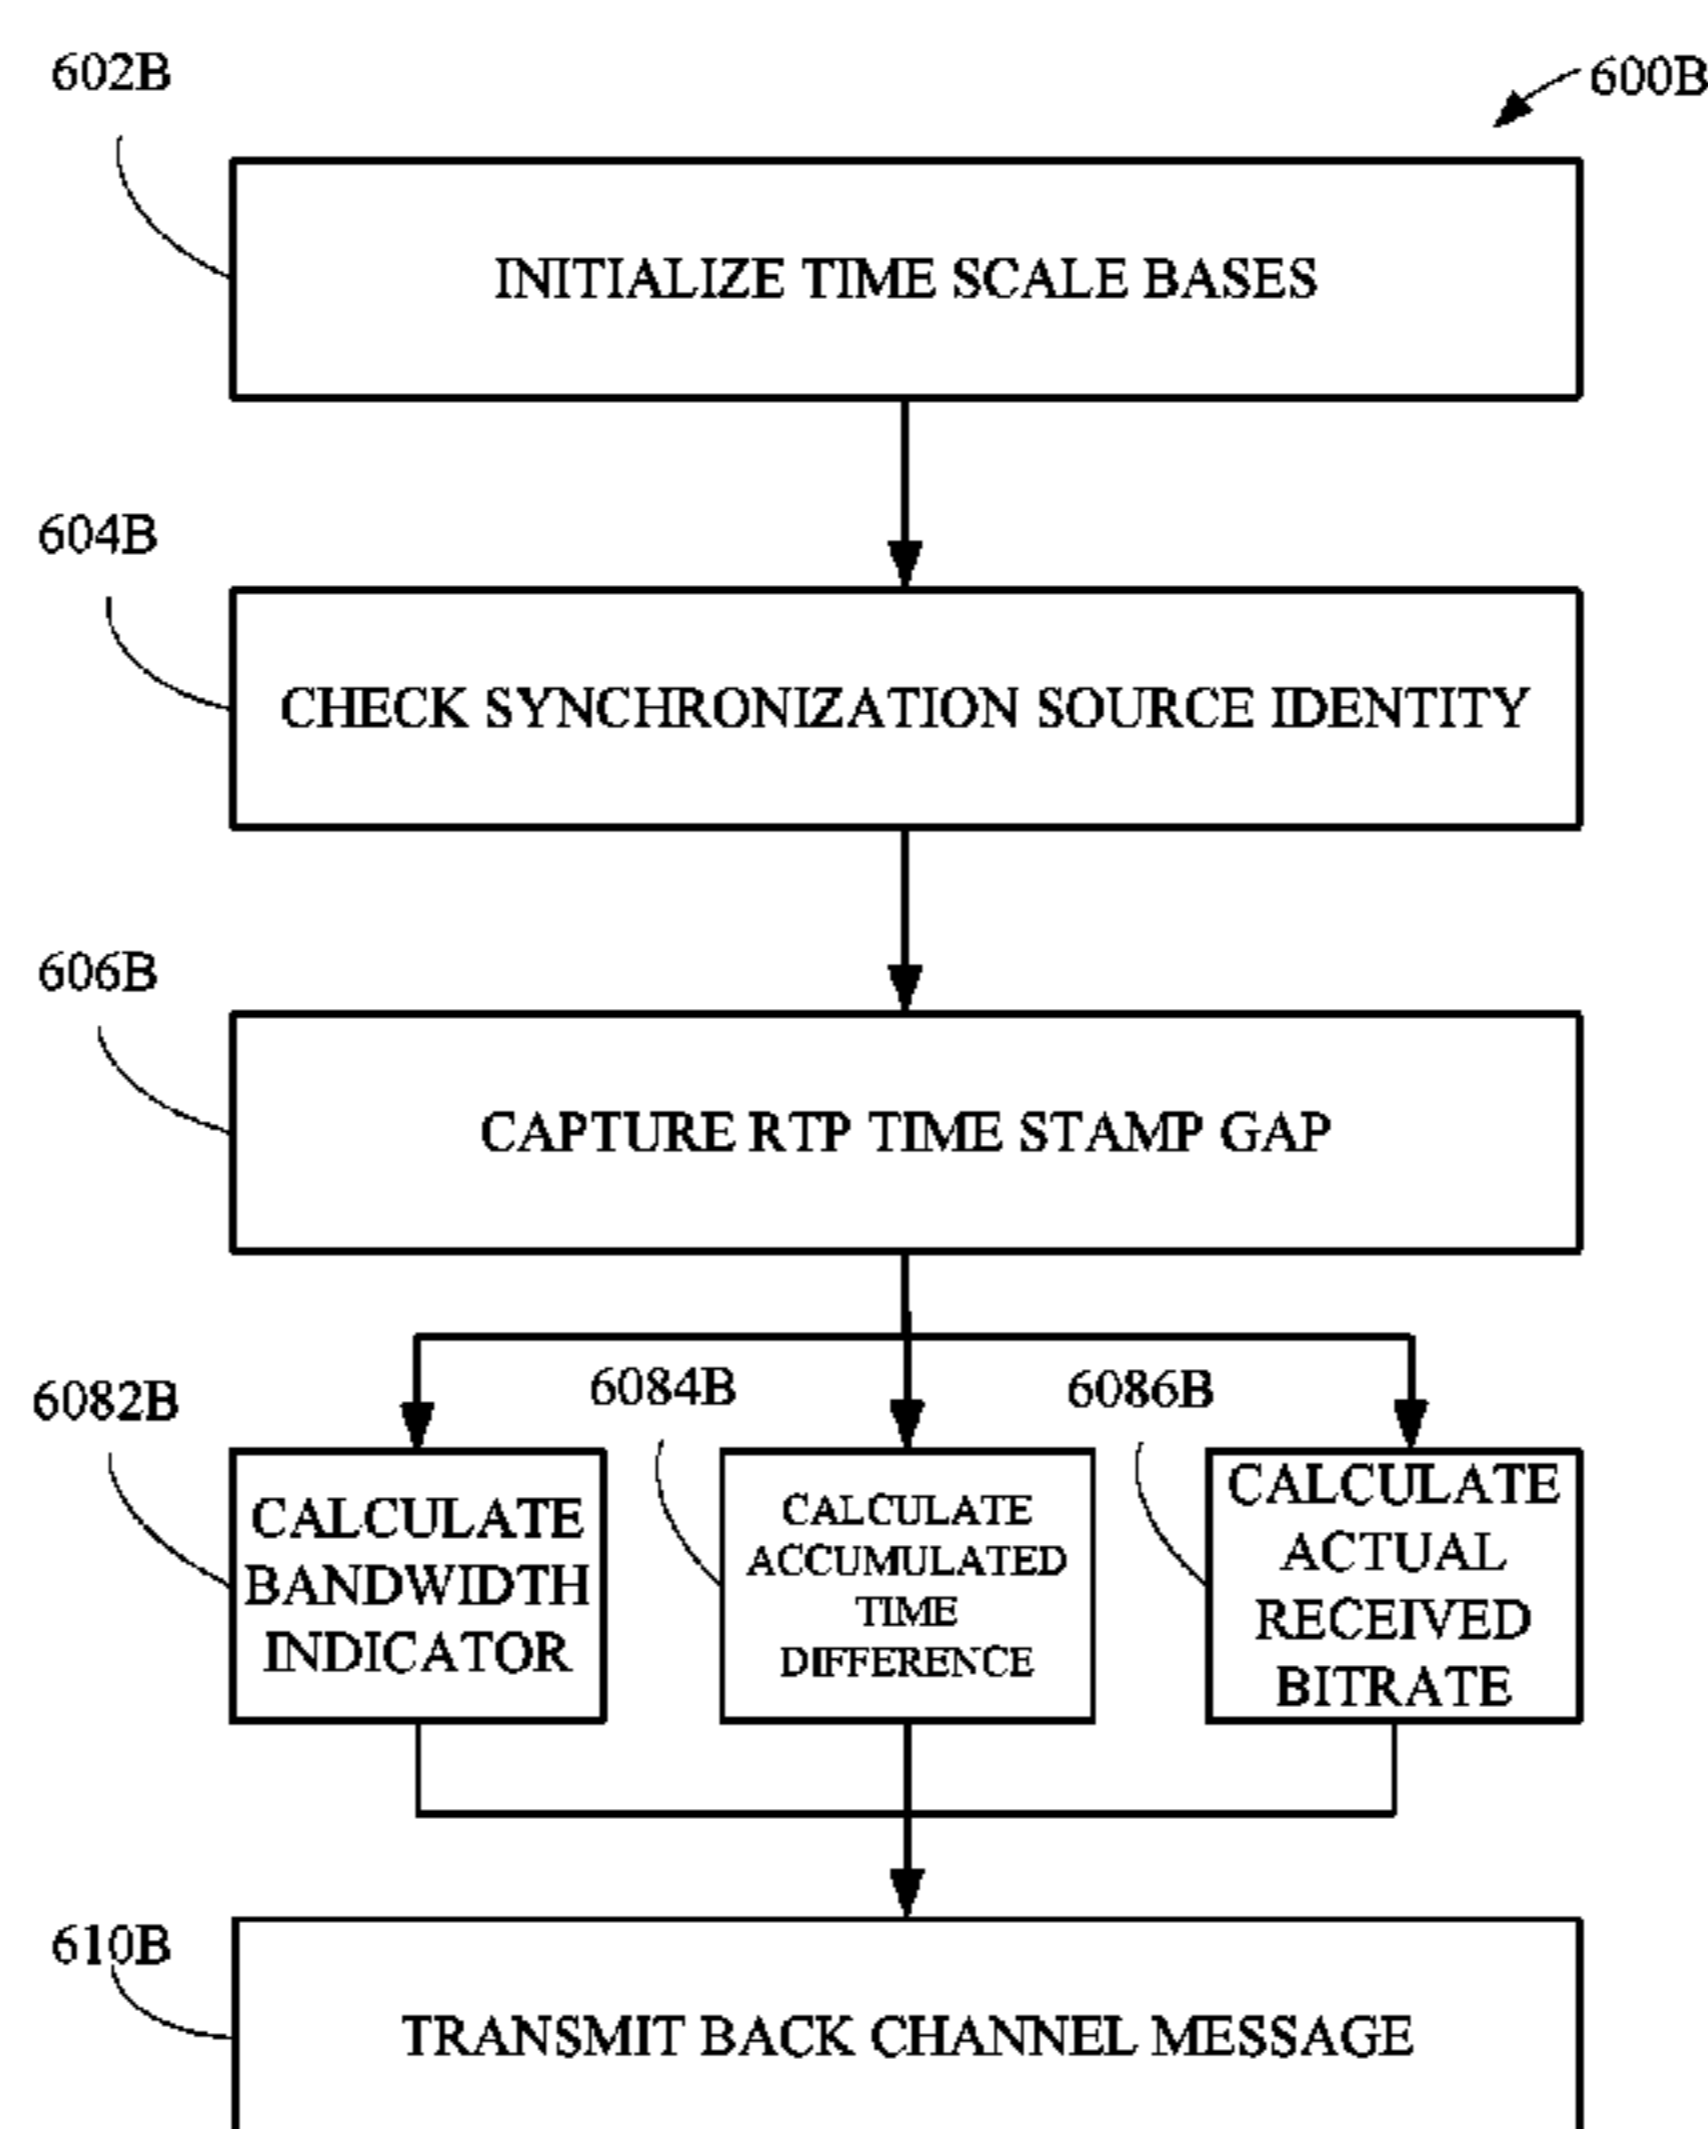 602B
600B
INITIALIZE TIME SCALE BASES
604B
CHECK SYNCHRONIZATION SOURCE IDENTITY
606B
CAPTURE RTP TIME STAMP GAP
6082B
6084B
6086B
CALCULATE
BANDWIDTH
INDICATOR
CALCULATE
ACCUMULATED
TIME
DIFFERENCE
CALCULATE
ACTUAL
RECEIVED
BITRATE
610B
TRANSMIT BACK CHANNEL MESSAGE